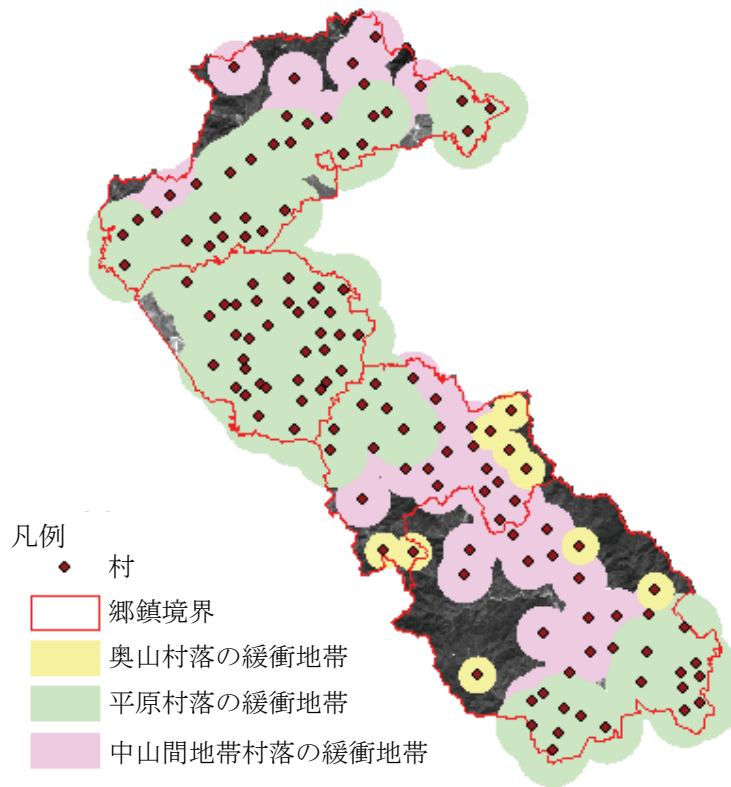 凡例
村
郷鎮境界
奥山村落の緩衝地帯
平原村落の緩衝地帯
中山間地帯村落の緩衝地帯